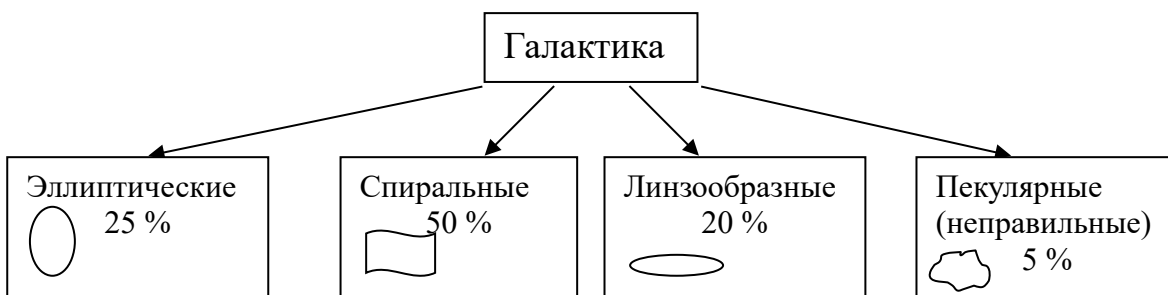 Галактика
Эллиптические
25 %
Спиральные
50 %
Линзообразные
20 %
Пекулярные
(неправильные)
5 %